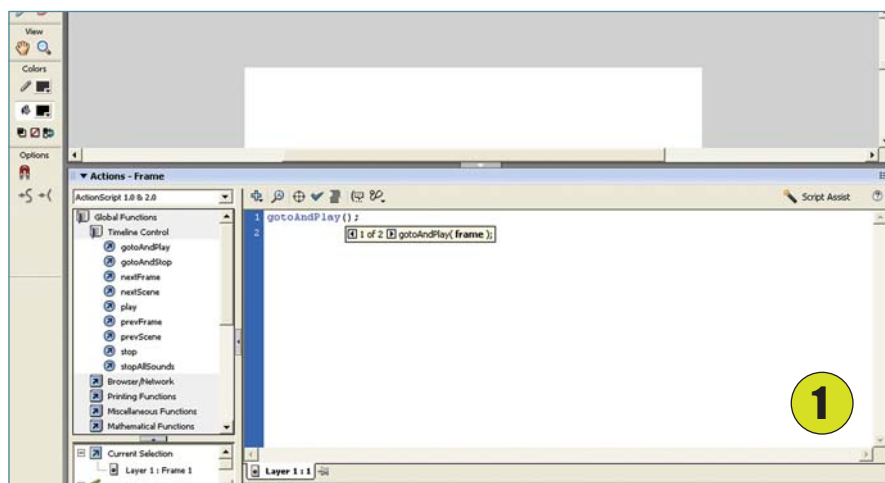 View
Colors
Options
Actions - Frame
ActionScript 1.0 & 2.0
Script Assist
Global Functions
Timeline Control
gotoAndPlay
gotoAndStop
nextFrame
nextScene
play
prevFrame
prevScene
stop
stopAllSounds
Browser/Network
Printing Functions
Miscellaneous Functions
Mathematical Functions
Current Selection
Layer 1 : Frame 1
1 gotoAndPlay();
2
1 of 2 gotoAndPlay( frame );
Layer 1 : 1
1